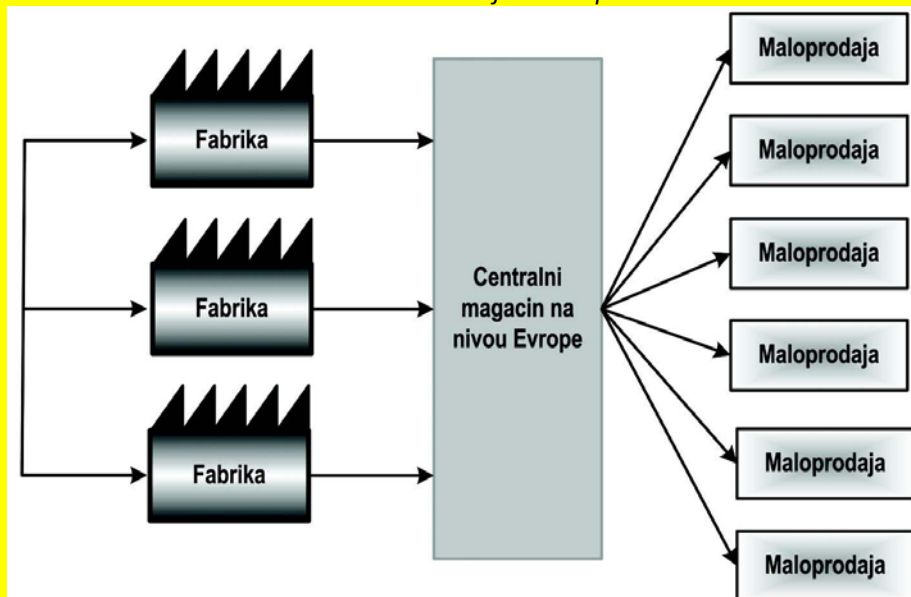 Fabrika
Fabrika
Fabrika
Centralni
magacin na
nivou Evrope
Maloprodaja
Maloprodaja
Maloprodaja
Maloprodaja
Maloprodaja
Maloprodaja